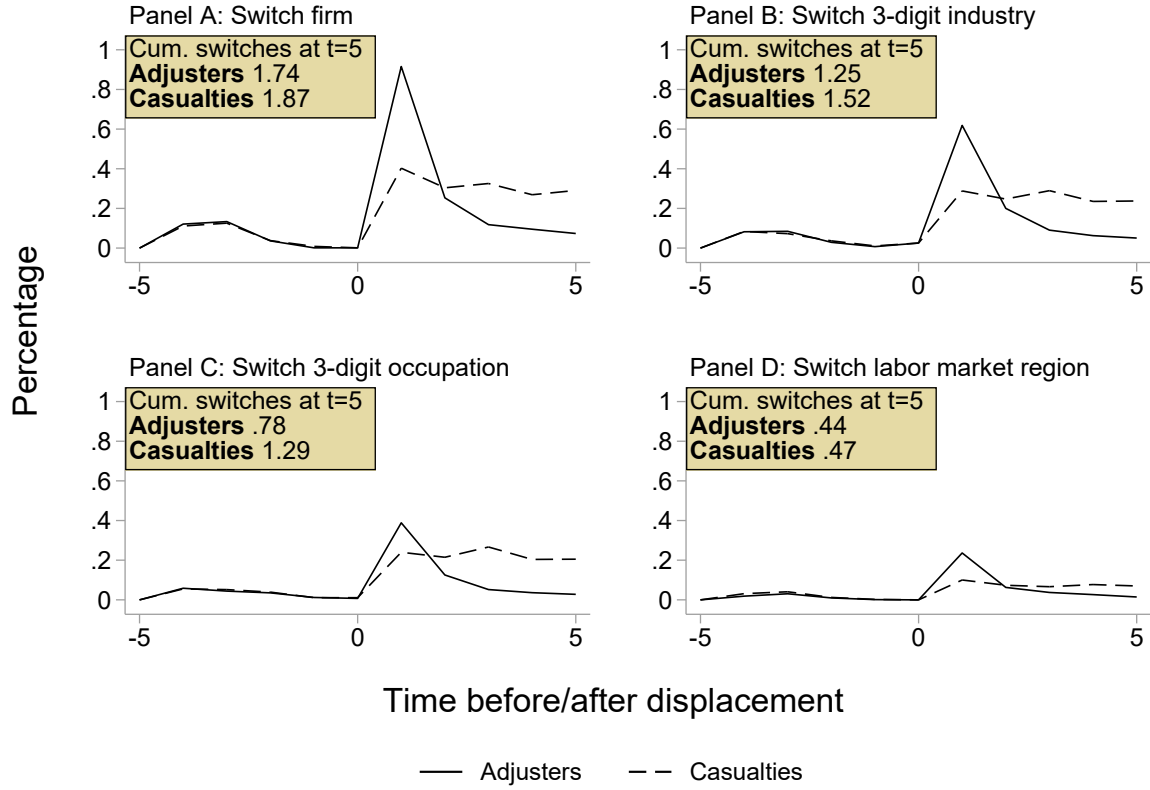 Panel A: Switch firm
1
.8
.6
.4
.2
0
Cum. switches at t=5
Adjusters 1.74
Casualties 1.87
-5
0
5
Panel B: Switch 3-digit industry
1
.8
.6
.4
.2
0
Cum. switches at t=5
Adjusters 1.25
Casualties 1.52
-5
0
5
Percentage
Panel C: Switch 3-digit occupation
1
.8
.6
.4
.2
0
Cum. switches at t=5
Adjusters .78
Casualties 1.29
-5
0
5
Panel D: Switch labor market region
1
.8
.6
.4
.2
0
Cum. switches at t=5
Adjusters .44
Casualties .47
-5
0
5
Time before/after displacement
Adjusters
Casualties